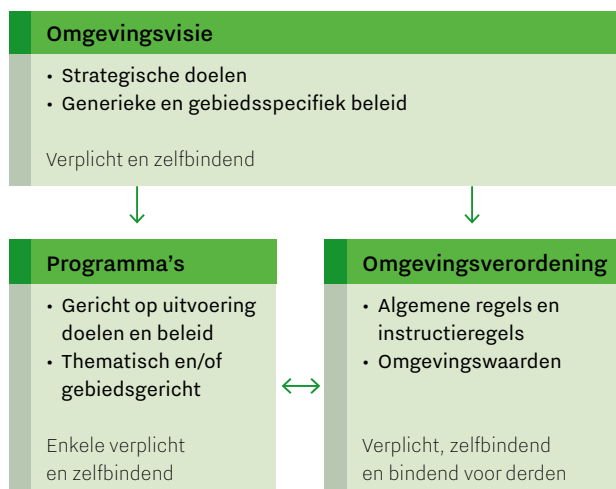 Omgevingsvisie
• Strategische doelen
• Generieke en gebiedsspecifiek beleid
Verplicht en zelfbindend
Programma's
• Gericht op uitvoering
doelen en beleid
• Thematisch en/of
gebiedsgericht
Enkele verplicht
en zelfbindend
Omgevingsverordening
• Algemene regels en
instructieregels
• Omgevingswaarden
Verplicht, zelfbindend
en bindend voor derden